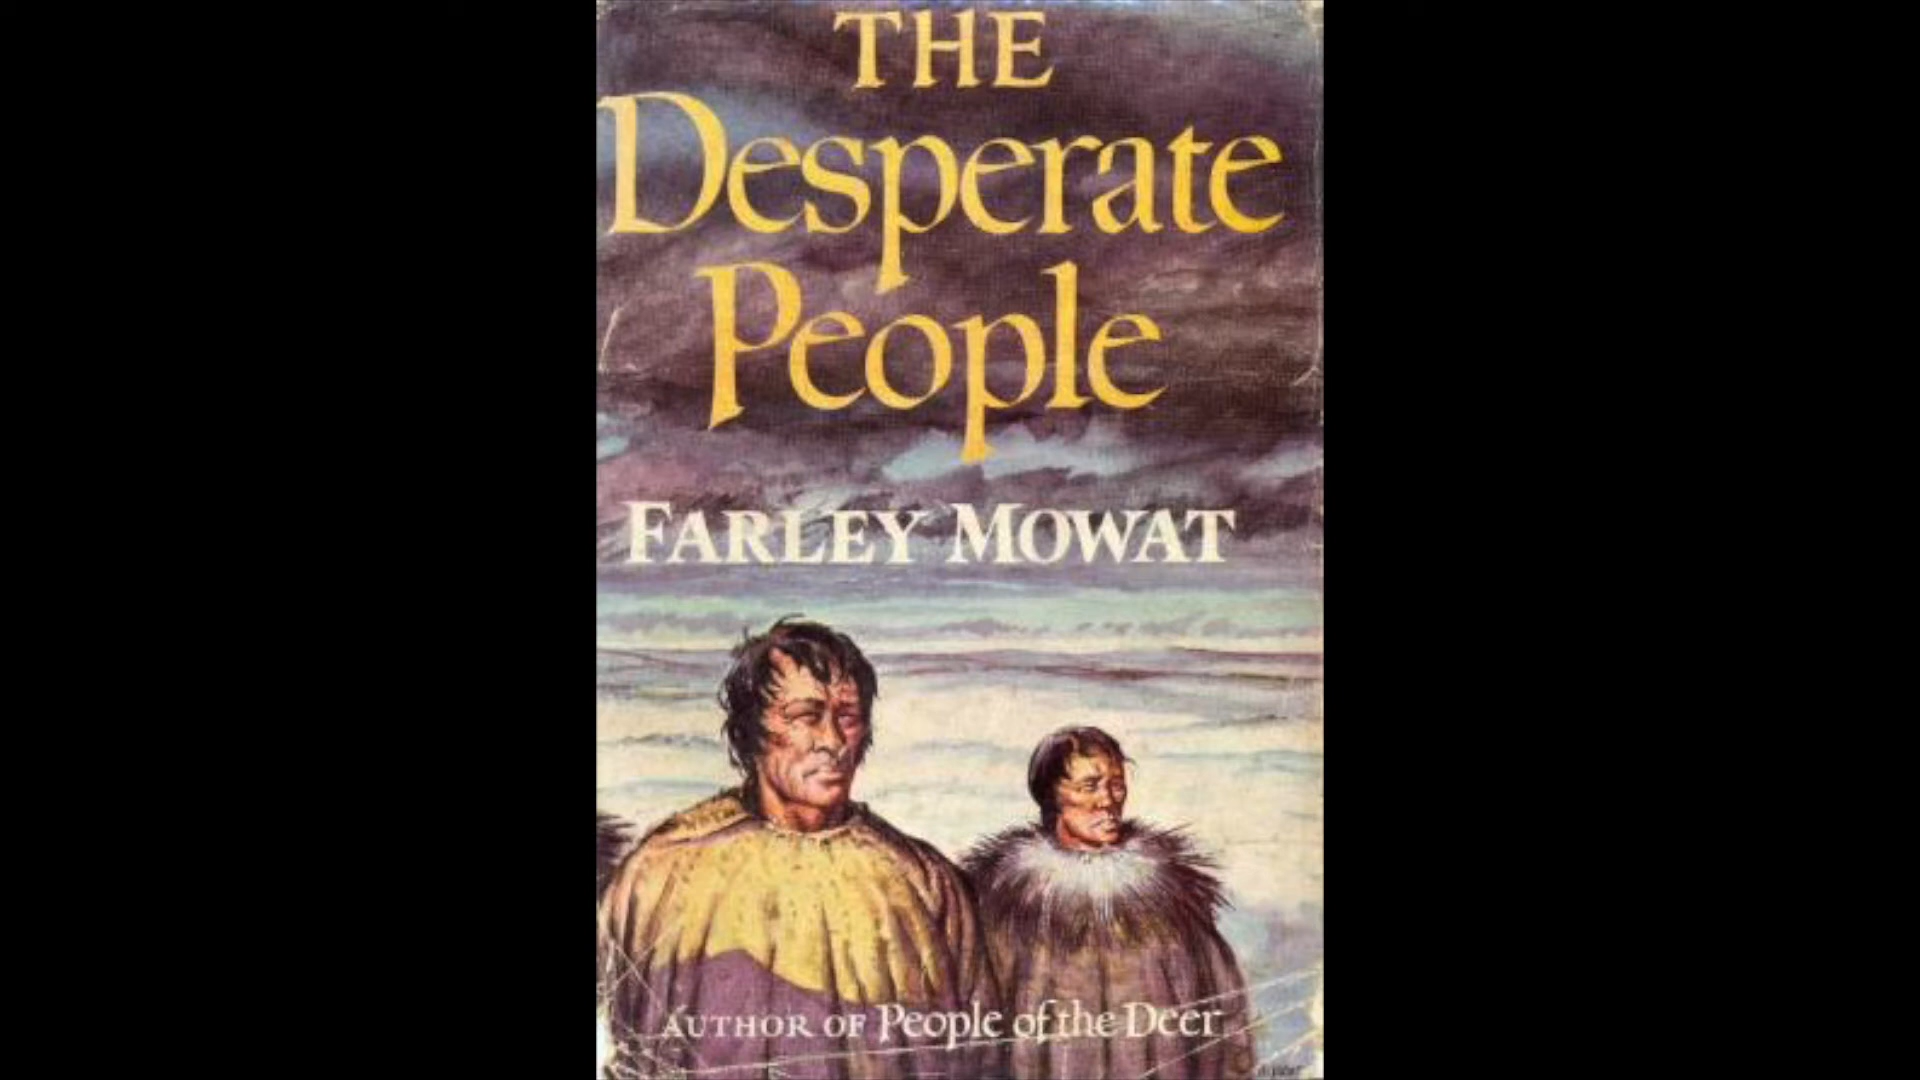 THE
Desperate
People
FARLEY MOWAT
AUTHOR OF People of the Deer